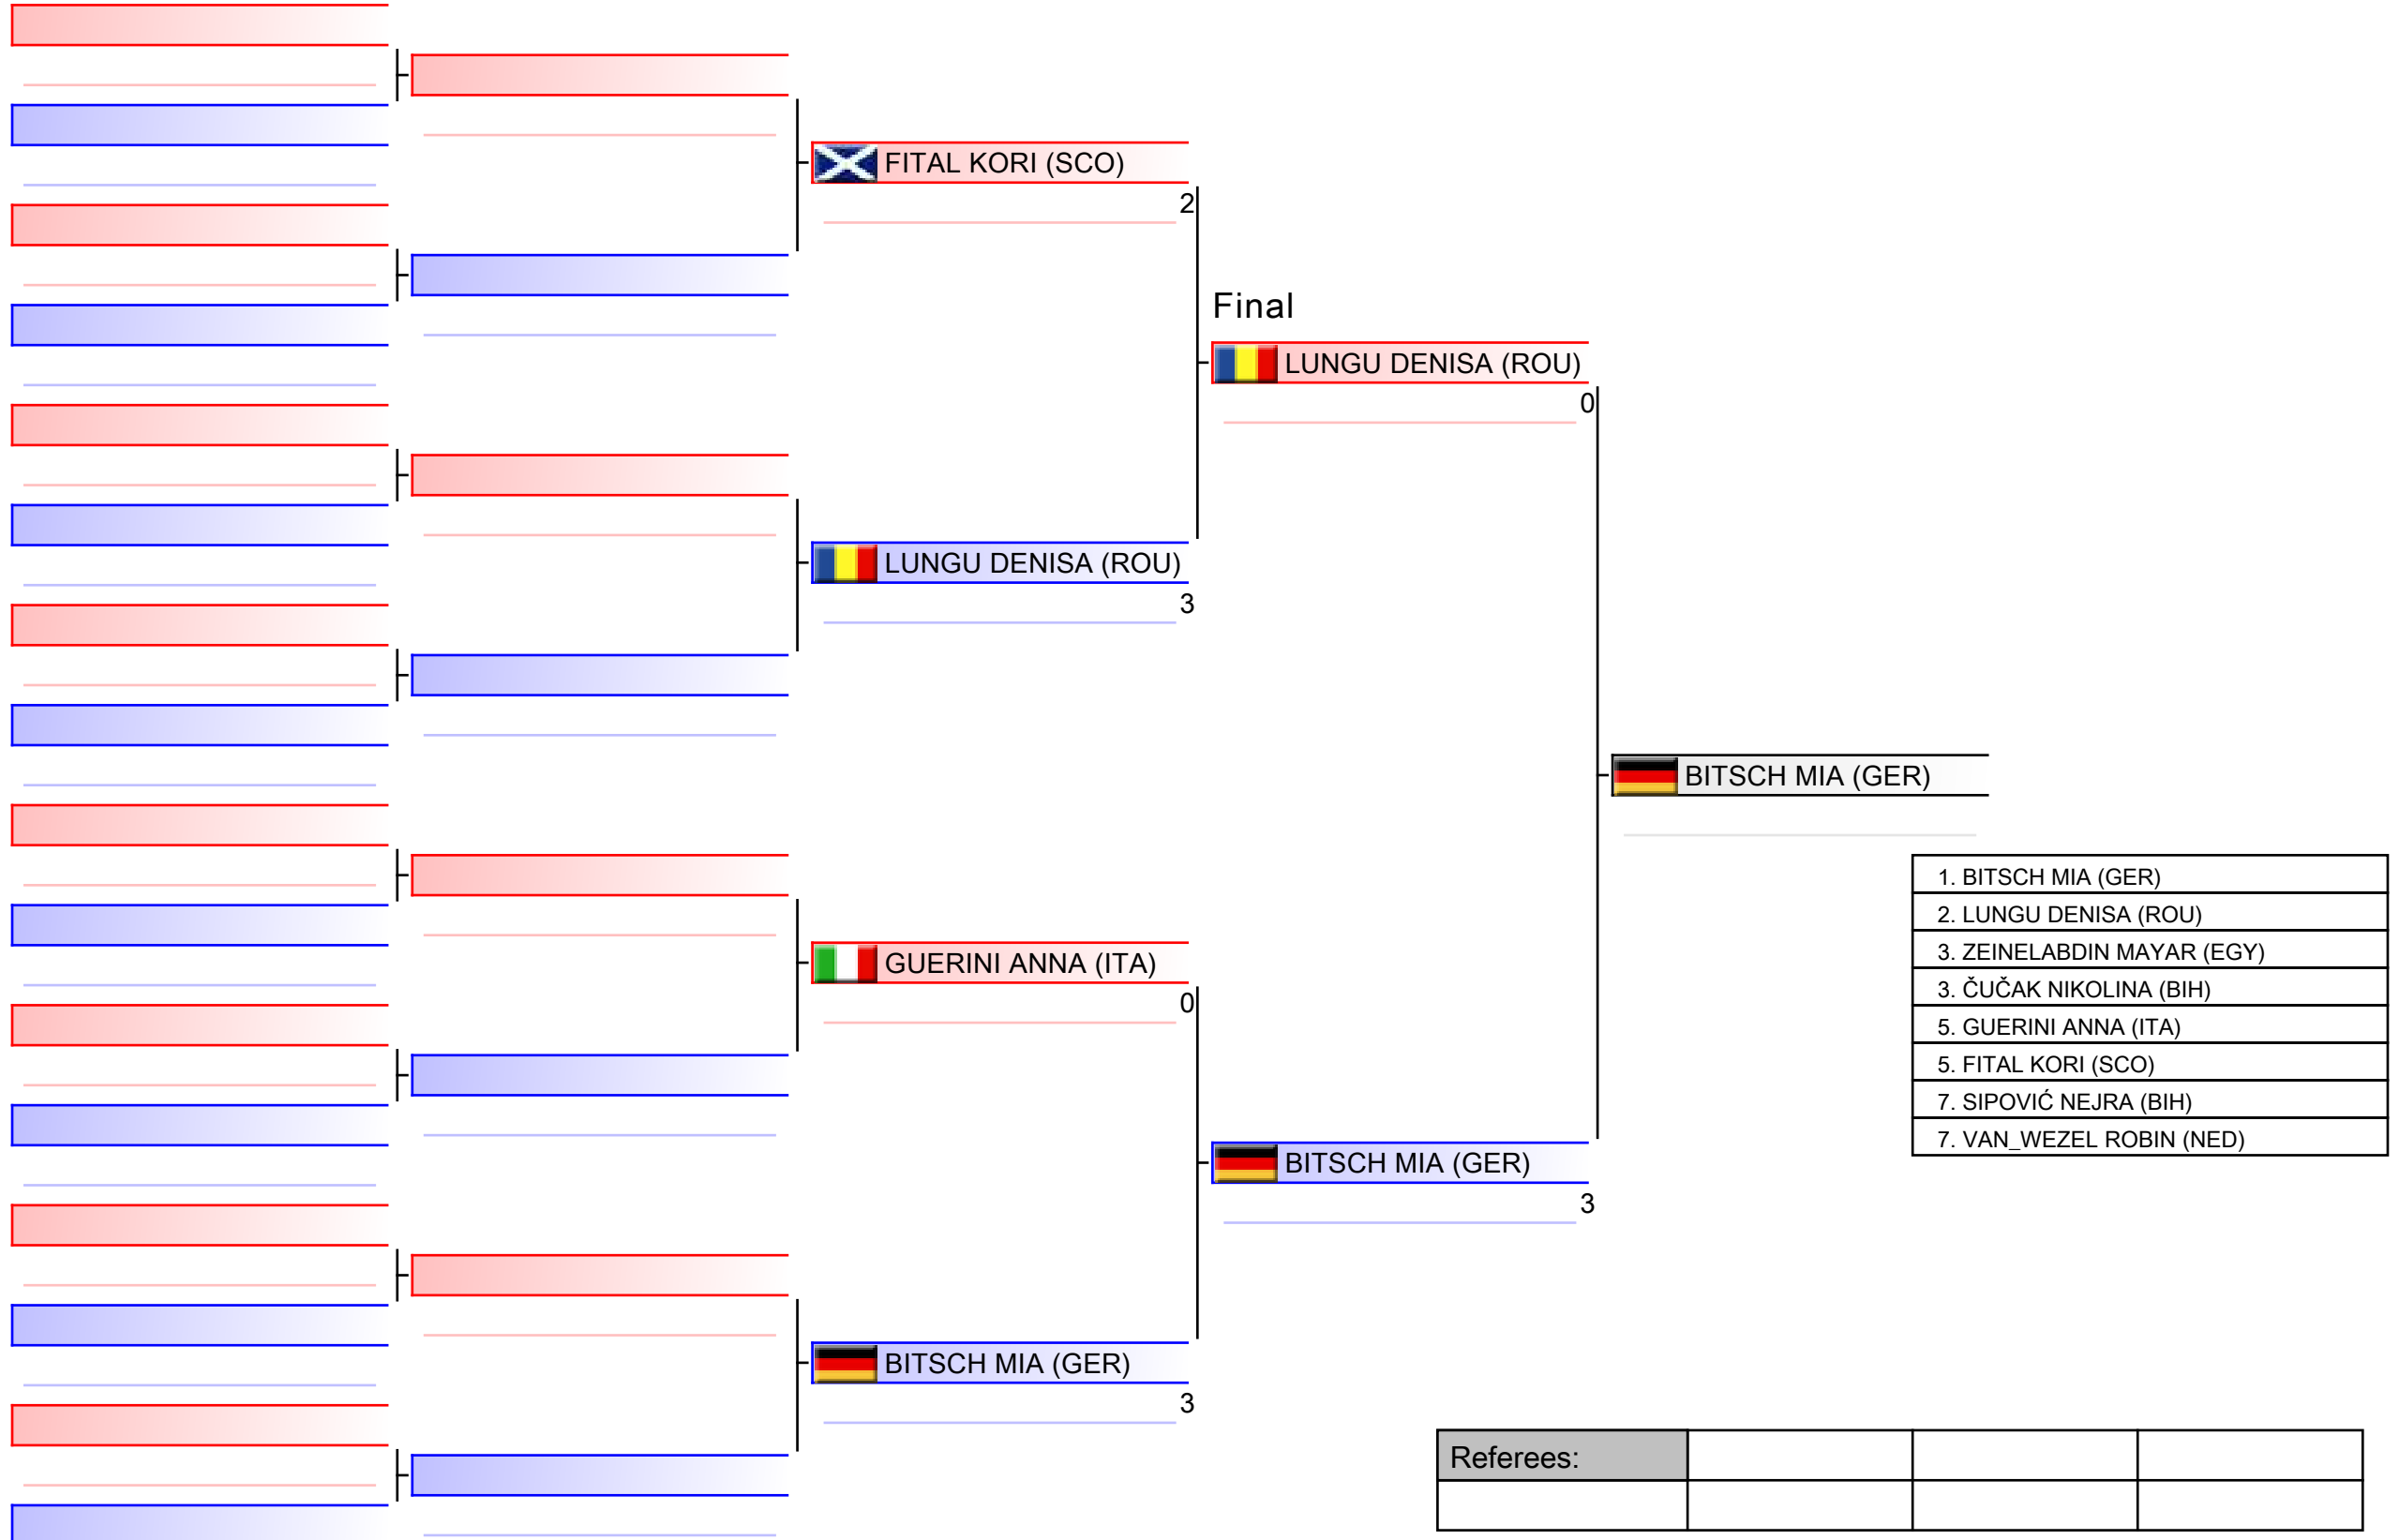 FITAL KORI (SCO)
2
Final
LUNGU DENISA (ROU)
0
LUNGU DENISA (ROU)
3
BITSCH MIA (GER)
1. BITSCH MIA (GER)
2. LUNGU DENISA (ROU)
3. ZEINELABDIN MAYAR (EGY)
3. ČUČAK NIKOLINA (BIH)
5. GUERINI ANNA (ITA)
5. FITAL KORI (SCO)
7. SIPOVIĆ NEJRA (BIH)
7. VAN_WEZEL ROBIN (NED)
GUERINI ANNA (ITA)
0
BITSCH MIA (GER)
3
BITSCH MIA (GER)
3
Referees: